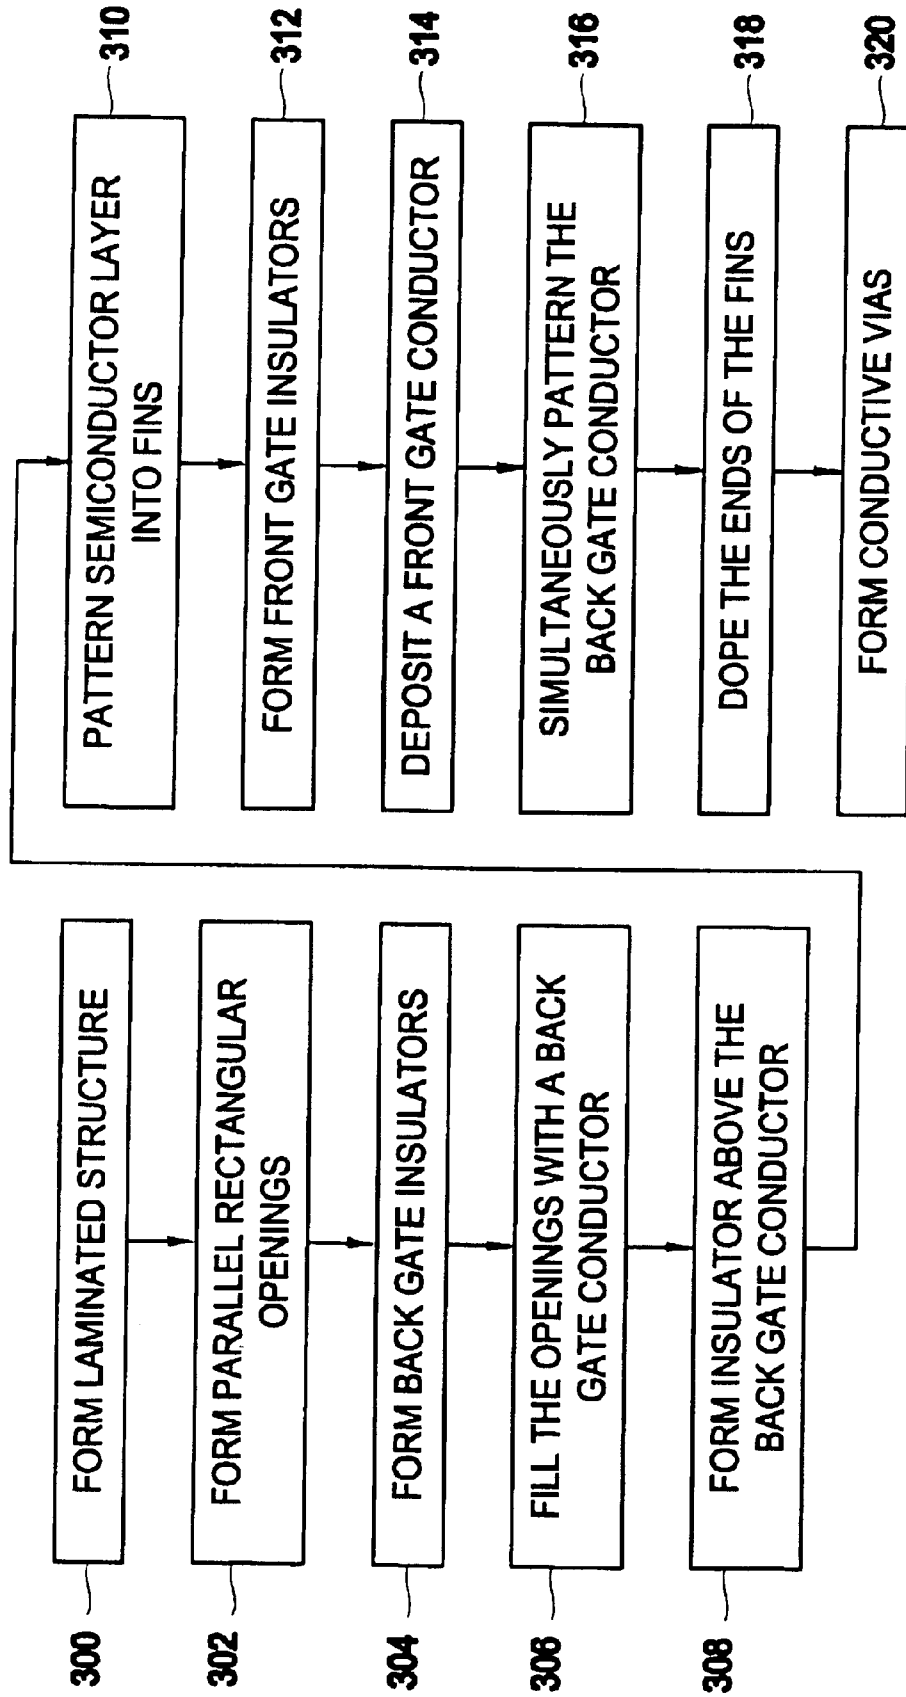 300
FORM LAMINATED STRUCTURE
302
FORM PARALLEL RECTANGULAR
OPENINGS
304
FORM BACK GATE INSULATORS
306
FILL THE OPENINGS WITH A BACK
GATE CONDUCTOR
308
FORM INSULATOR ABOVE THE
BACK GATE CONDUCTOR
PATTERN SEMICONDUCTOR LAYER
INTO FINS
310
FORM FRONT GATE INSULATORS
312
DEPOSIT A FRONT GATE CONDUCTOR
314
SIMULTANEOUSLY PATTERN THE
BACK GATE CONDUCTOR
316
DOPE THE ENDS OF THE FINS
318
FORM CONDUCTIVE VIAS
320